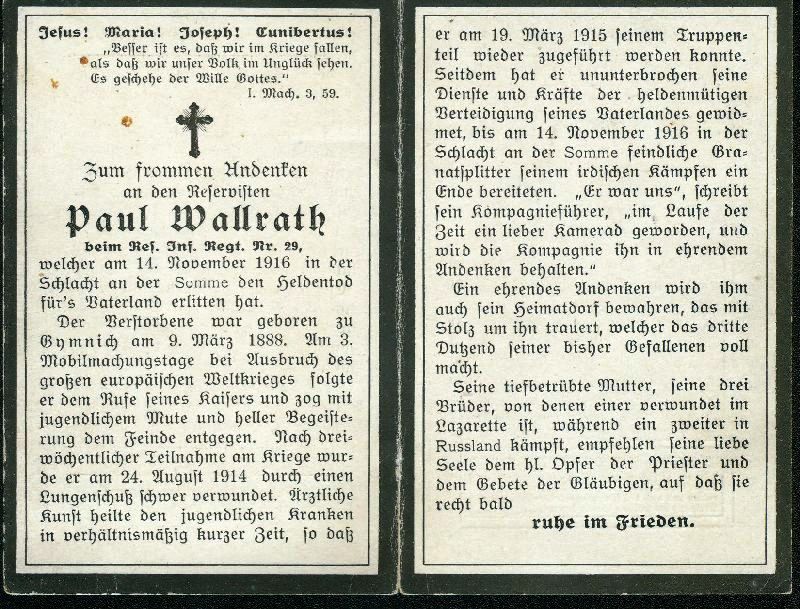 Jesus! Maria! Joseph! Cunibertus!
„Besser ist es, daß wir im Kriege fallen,
als daß wir unser Volk im Unglück sehen.
Es geschehe der Wille Gottes."
I. Mach. 3, 59.
Zum frommen Andenken
an den Reservisten
Paul Wallrath
beim Res. Inf. Regt. Nr. 29,
welcher am 14. November 1916 in der
Schlacht an der Somme den Heldentod
für's Vaterland erlitten hat.
Der Verstorbene war geboren zu
Gymnich am 9. März 1888. Am 3.
Mobilmachungstage bei Ausbruch des
großen europäischen Weltkrieges folgte
er dem Rufe seines Kaisers und zog mit
jugendlichem Mute und heller Begeiste-
rung dem Feinde entgegen. Nach drei-
wöchentlicher Teilnahme am Kriege wur-
de er am 24. August 1914 durch einen
Lungenschuß schwer verwundet. Ärztliche
Kunst heilte den jugendlichen Kranken
in verhältnismäßig kurzer Zeit, so daß
er am 19. März 1915 seinem Truppen-
teil wieder zugeführt werden konnte.
Seitdem hat er ununterbrochen seine
Dienste und Kräfte der heldenmütigen
Verteidigung seines Vaterlandes gewid-
met, bis am 14. November 1916 in der
Schlacht an der Somme feindliche Gra-
natsplitter seinem irdischen Kämpfen ein
Ende bereiteten. „Er war uns", schreibt
sein Kompagnieführer, „im Laufe der
Zeit ein lieber Kamerad geworden, und
wird die Kompagnie ihn in ehrendem
Andenken behalten."
Ein ehrendes Andenken wird ihm
auch sein Heimatdorf bewahren, das mit
Stolz um ihn trauert, welcher das dritte
Dutzend seiner bisher Gefallenen voll
macht.
Seine tiefbetrübte Mutter, seine drei
Brüder, von denen einer verwundet im
Lazarette ist, während ein zweiter in
Russland kämpft, empfehlen seine liebe
Seele dem hl. Opfer der Priester und
dem Gebete der Gläubigen, auf daß sie
recht bald
ruhe im Frieden.